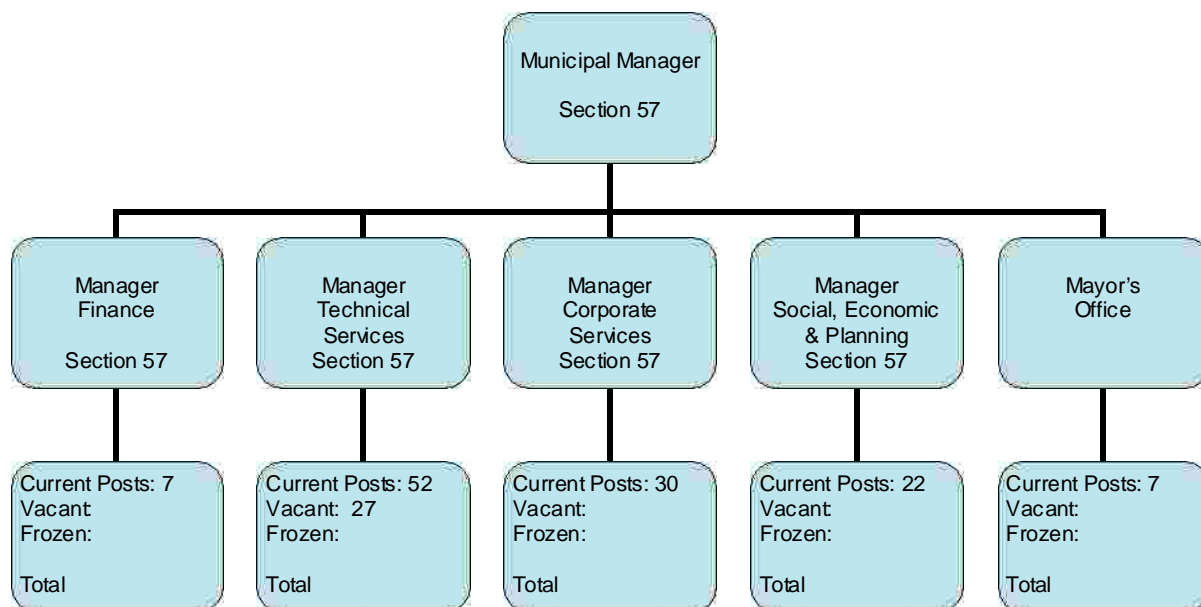 Municipal Manager
Section 57
Manager
Finance
Section 57
Manager
Technical
Services
Section 57
Manager
Corporate
Services
Section 57
Manager
Social, Economic
& Planning
Section 57
Mayor's
Office
Current Posts: 7
Vacant:
Frozen:
Total
Current Posts: 52
Vacant: 27
Frozen:
Total
Current Posts: 30
Vacant:
Frozen:
Total
Current Posts: 22
Vacant:
Frozen:
Total
Current Posts: 7
Vacant:
Frozen:
Total